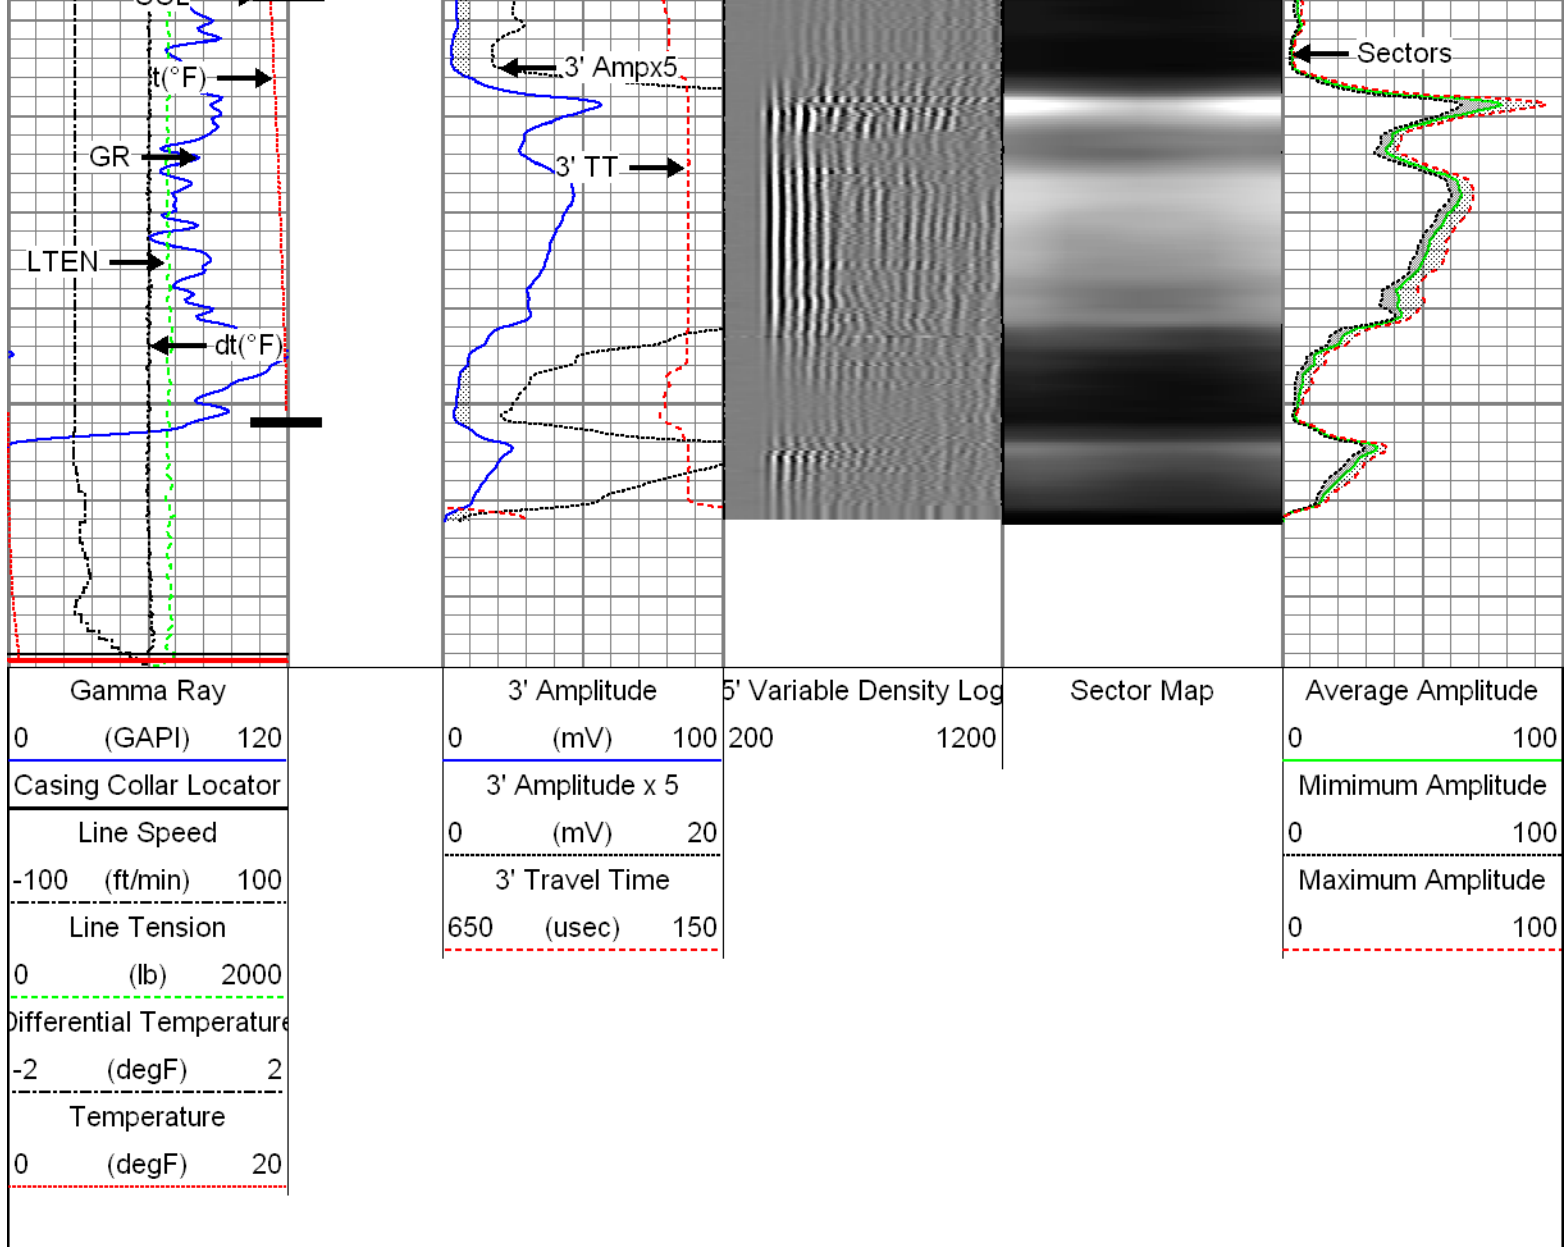 Sectors
3' Ampx5
t(°F)
GR
3' TT
LTEN
dt(°F)
Gamma Ray
0 (GAPI) 120
Casing Collar Locator
Line Speed
-100 (ft/min) 100
Line Tension
0 (lb) 2000
Differential Temperature
-2 (degF) 2
Temperature
0 (degF) 20
3' Amplitude
0 (mV) 100
3' Amplitude x 5
0 (mV) 20
3' Travel Time
650 (usec) 150
5' Variable Density Log
200 1200
Sector Map
Average Amplitude
0 100
Mimimum Amplitude
0 100
Maximum Amplitude
0 100